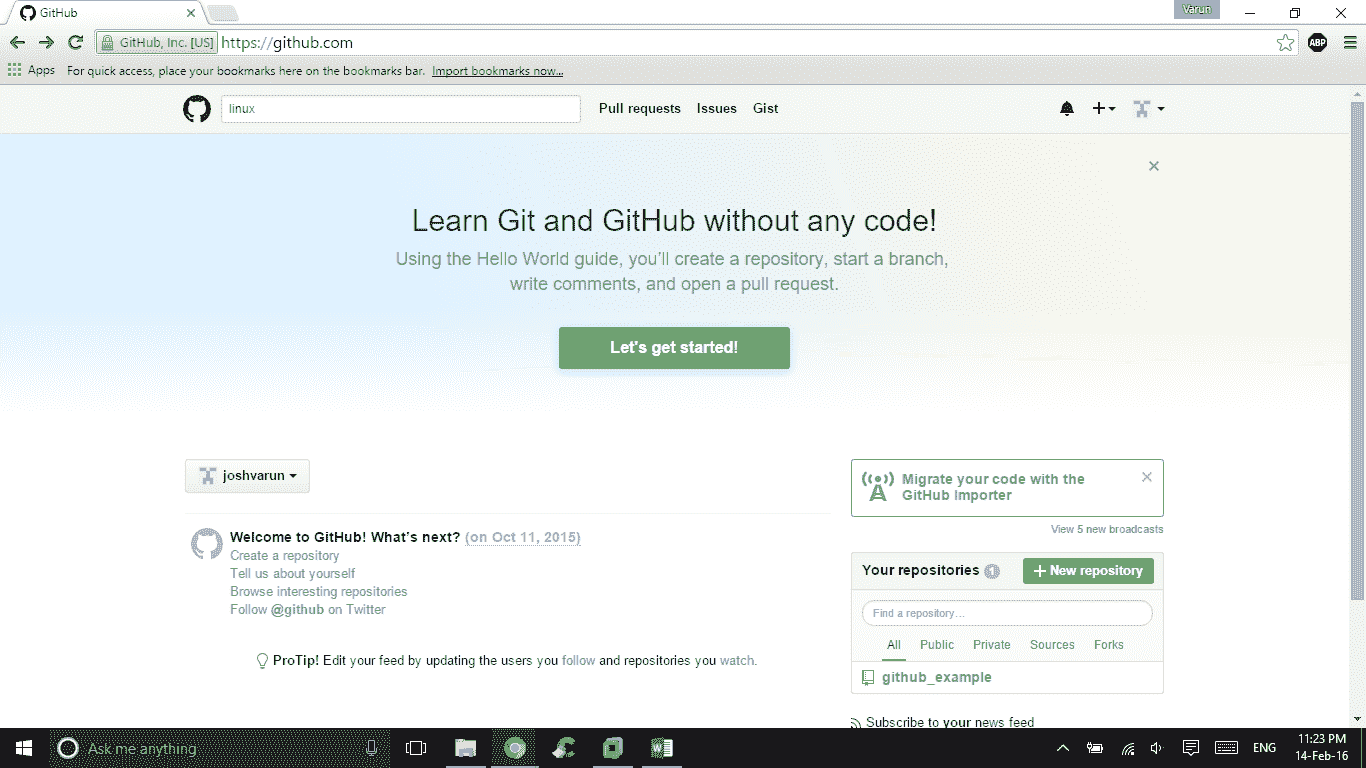 GitHub
Varun
GitHub, Inc. [US] https://github.com
ABP
Apps For quick access, place your bookmarks here on the bookmarks bar. Import bookmarks now...
linux Pull requests Issues Gist
Learn Git and GitHub without any code!
Using the Hello World guide, you'll create a repository, start a branch,
write comments, and open a pull request.
Let's get started!
joshvarun
Welcome to GitHub! What's next? (on Oct 11, 2015)
Create a repository
Tell us about yourself
Browse interesting repositories
Follow @github on Twitter
ProTip! Edit your feed by updating the users you follow and repositories you watch.
Migrate your code with the
GitHub Importer
View 5 new broadcasts
Your repositories 1 New repository
Find a repository...
All Public Private Sources Forks
github_example
Subscribe to your news feed
Ask me anything
ENG
11:23 PM
14-Feb-16